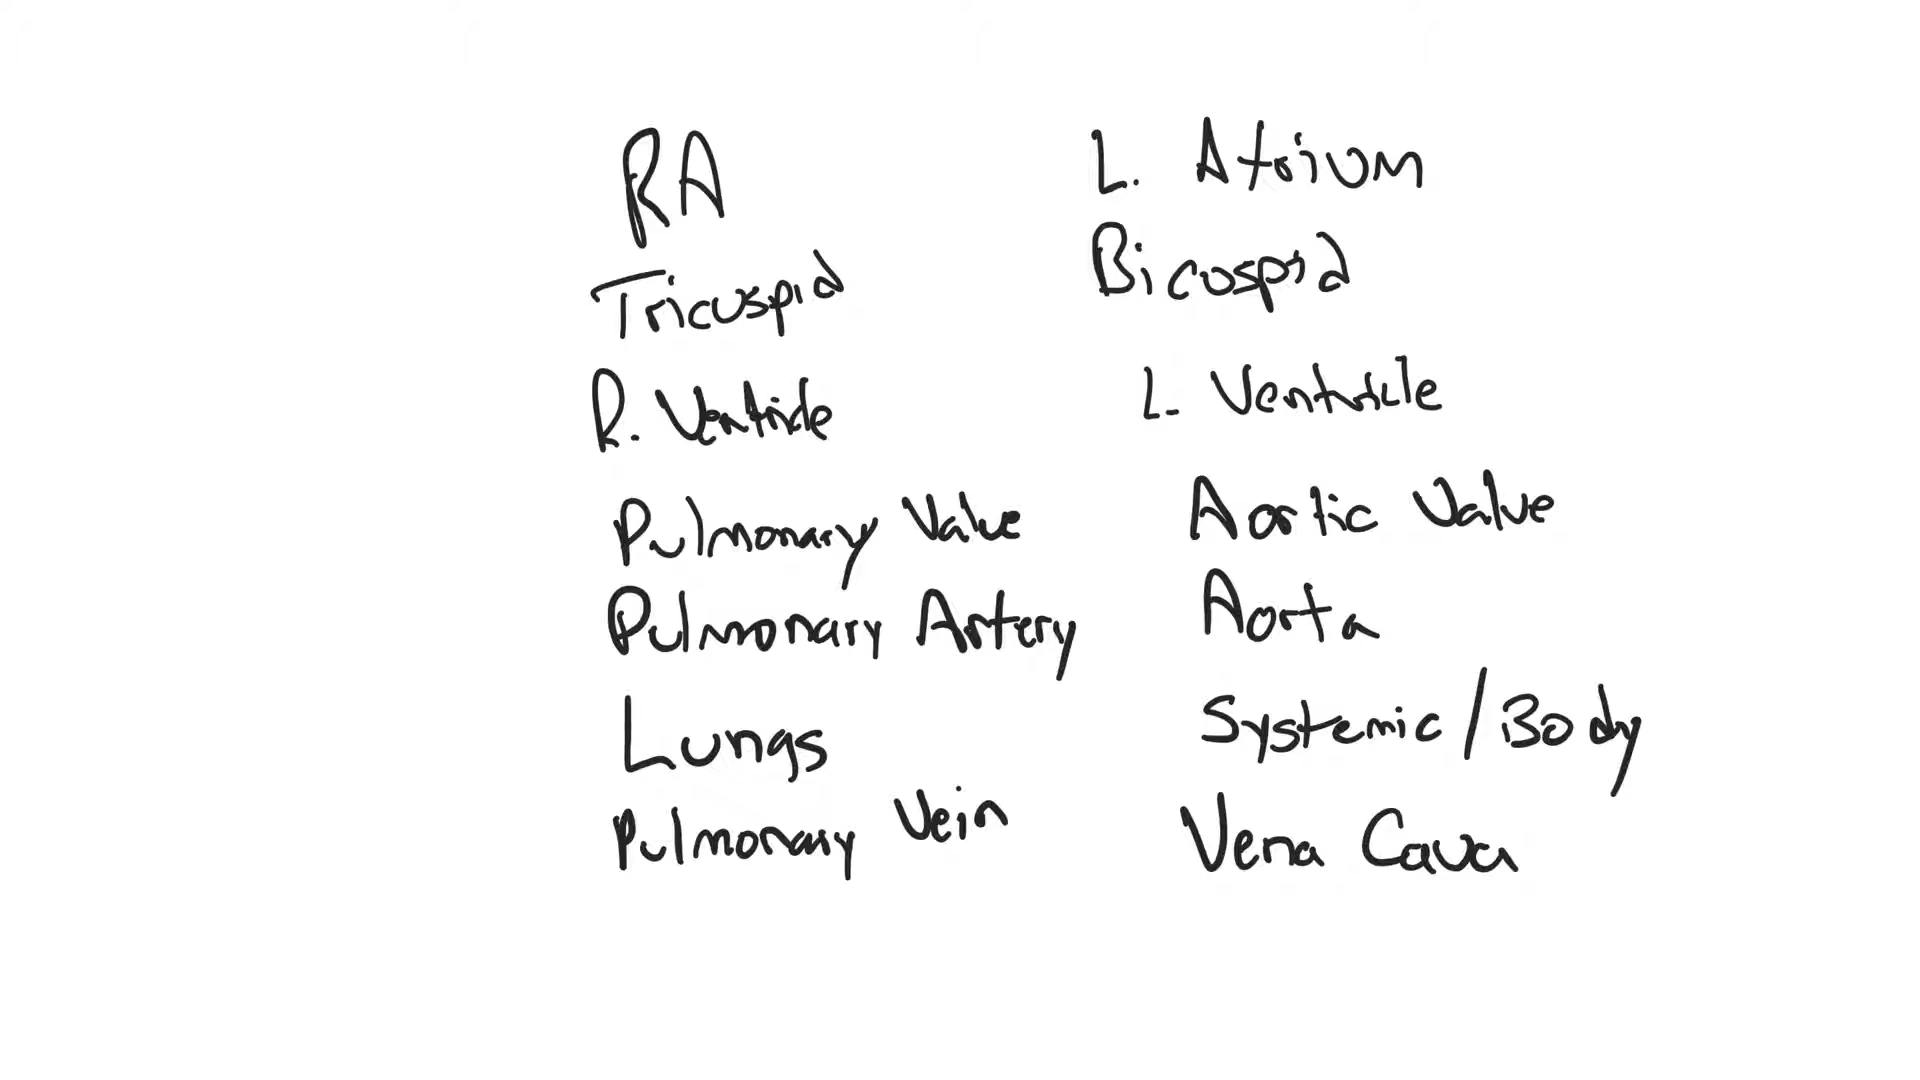 RA
Tricuspid
R. Ventricle
Pulmonary Valve
Pulmonary Artery
Lungs
Pulmonary Vein
L. Atrium
Bicuspid
L. Ventricle
Aortic Valve
Aorta
Systemic / Body
Vena Cava